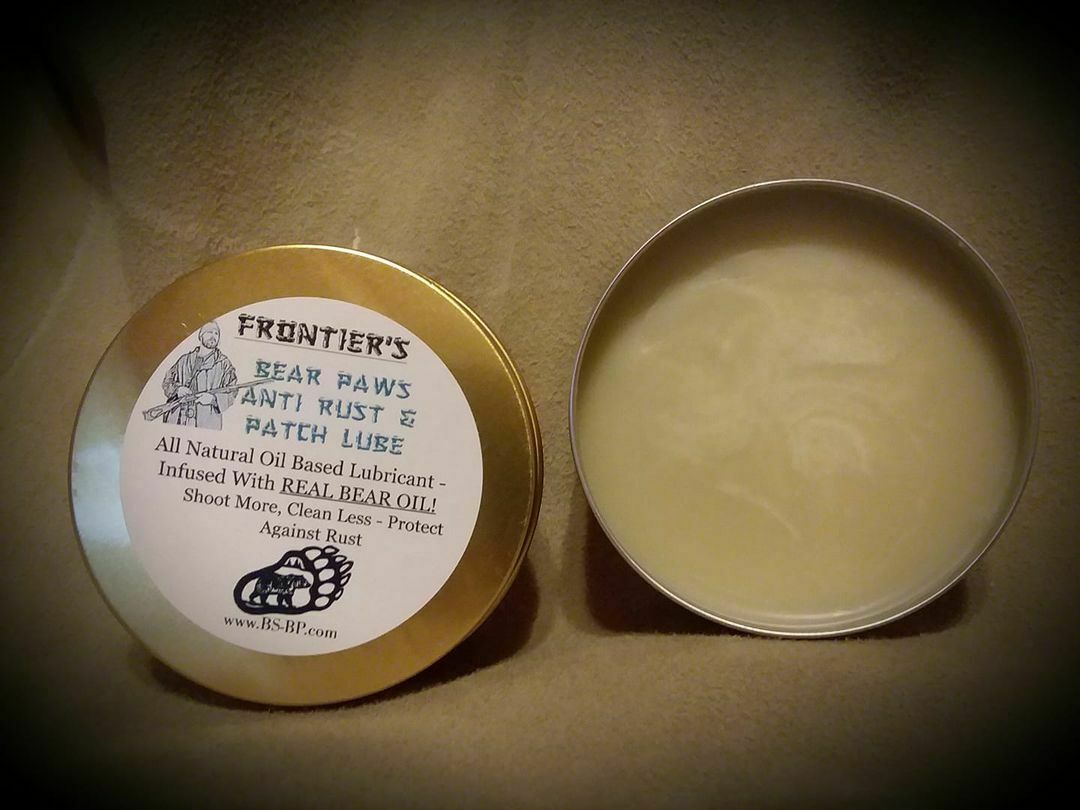 FRONTIER'S
BEAR PAWS
ANTI RUST &
PATCH LUBE
All Natural Oil Based Lubricant -
Infused With REAL BEAR OIL!
Shoot More, Clean Less - Protect
Against Rust
www.BS-BP.com